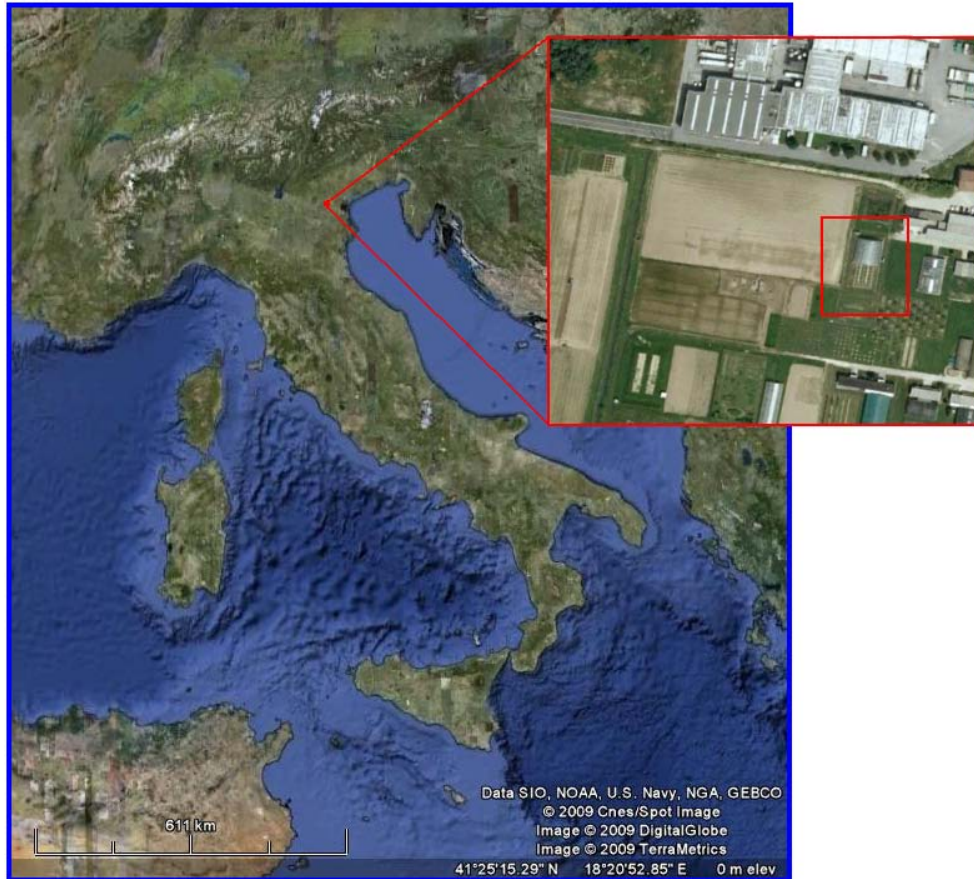 Data SIO, NOAA, U.S. Navy, NGA, GEBCO
© 2009 Cnes/Spot Image
611 km
Image © 2009 DigitalGlobe
Image © 2009 TerraMetrics
41°25'15.29" N 18°20'52.85" E 0 m elev